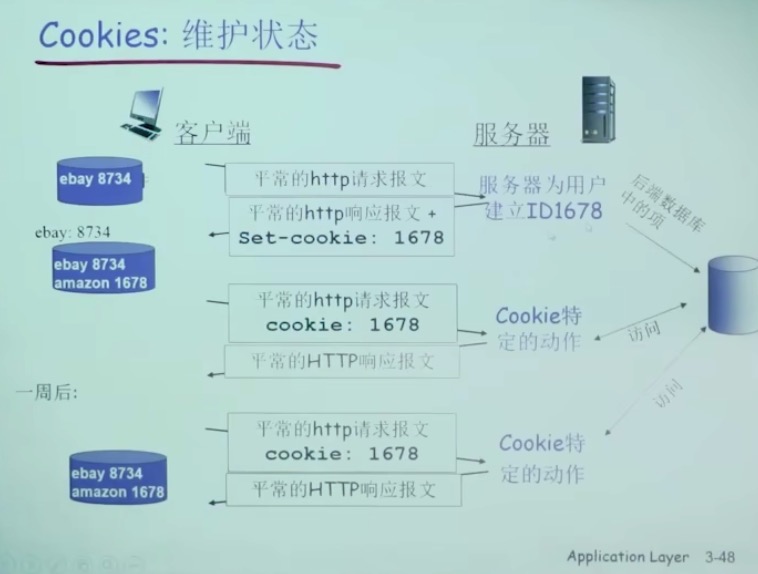 Cookies: 维护状态
客户端
服务器
ebay 8734
平常的http请求报文
服务器为用户
建立ID1678
后端数据库
中的项
平常的http响应报文 +
Set-cookie: 1678
ebay: 8734
ebay 8734
amazon 1678
平常的http请求报文
cookie: 1678
Cookie特
定的动作
访问
平常的HTTP响应报文
一周后:
访问
平常的http请求报文
cookie: 1678
Cookie特
定的动作
ebay 8734
amazon 1678
平常的HTTP响应报文
Application Layer 3-48